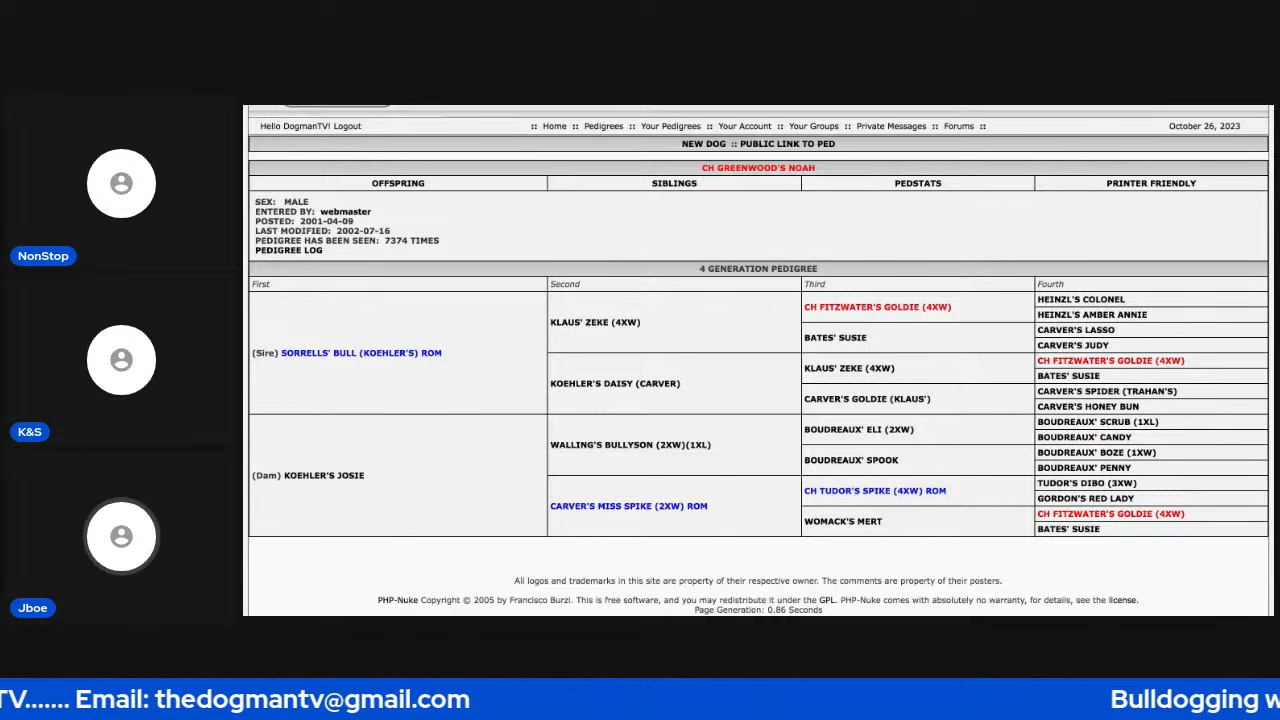 Hello DogmanTV! Logout
:: Home :: Pedigrees :: Your Pedigrees :: Your Account :: Your Groups :: Private Messages :: Forums ::
October 26, 2023
NEW DOG :: PUBLIC LINK TO PED
CH GREENWOOD'S NOAH
OFFSPRING
SIBLINGS
PEDSTATS
PRINTER FRIENDLY
SEX: MALE
ENTERED BY: webmaster
POSTED: 2001-04-09
LAST MODIFIED: 2002-07-16
PEDIGREE HAS BEEN SEEN: 7374 TIMES
PEDIGREE LOG
4 GENERATION PEDIGREE
First
Second
Third
Fourth
(Sire) SORRELLS' BULL (KOEHLER'S) ROM
(Dam) KOEHLER'S JOSIE
KLAUS' ZEKE (4XW)
KOEHLER'S DAISY (CARVER)
WALLING'S BULLYSON (2XW)(1XL)
CARVER'S MISS SPIKE (2XW) ROM
CH FITZWATER'S GOLDIE (4XW)
BATES' SUSIE
KLAUS' ZEKE (4XW)
CARVER'S GOLDIE (KLAUS')
BOUDREAUX' ELI (2XW)
BOUDREAUX' SPOOK
CH TUDOR'S SPIKE (4XW) ROM
WOMACK'S MERT
HEINZL'S COLONEL
HEINZL'S AMBER ANNIE
CARVER'S LASSO
CARVER'S JUDY
CH FITZWATER'S GOLDIE (4XW)
BATES' SUSIE
CARVER'S SPIDER (TRAHAN'S)
CARVER'S HONEY BUN
BOUDREAUX' SCRUB (1XL)
BOUDREAUX' CANDY
BOUDREAUX' BOZE (1XW)
BOUDREAUX' PENNY
TUDOR'S DIBO (3XW)
GORDON'S RED LADY
CH FITZWATER'S GOLDIE (4XW)
BATES' SUSIE
All logos and trademarks in this site are property of their respective owner. The comments are property of their posters.
PHP-Nuke Copyright © 2005 by Francisco Burzi. This is free software, and you may redistribute it under the GPL. PHP-Nuke comes with absolutely no warranty, for details, see the license.
Page Generation: 0.86 Seconds
NonStop
K&S
Jboe
TV....... Email: thedogmantv@gmail.com
Bulldogging w